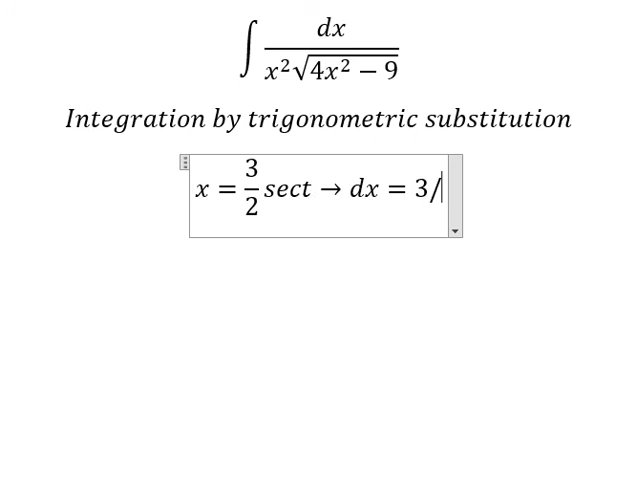 ∫ dx / (x²√(4x² − 9))
Integration by trigonometric substitution
x = 3/2 sect → dx = 3/